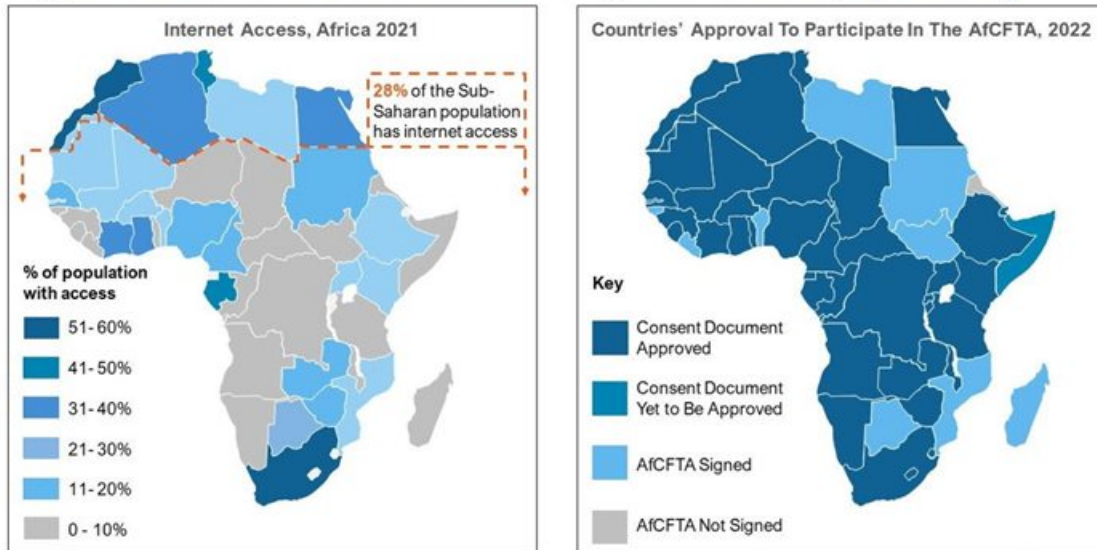 Internet Access, Africa 2021
28% of the Sub-
Saharan population
has internet access
% of population
with access
51- 60%
41- 50%
31- 40%
21- 30%
11- 20%
0 - 10%
Countries' Approval To Participate In The AfCFTA, 2022
Key
Consent Document
Approved
Consent Document
Yet to Be Approved
AfCFTA Signed
AfCFTA Not Signed